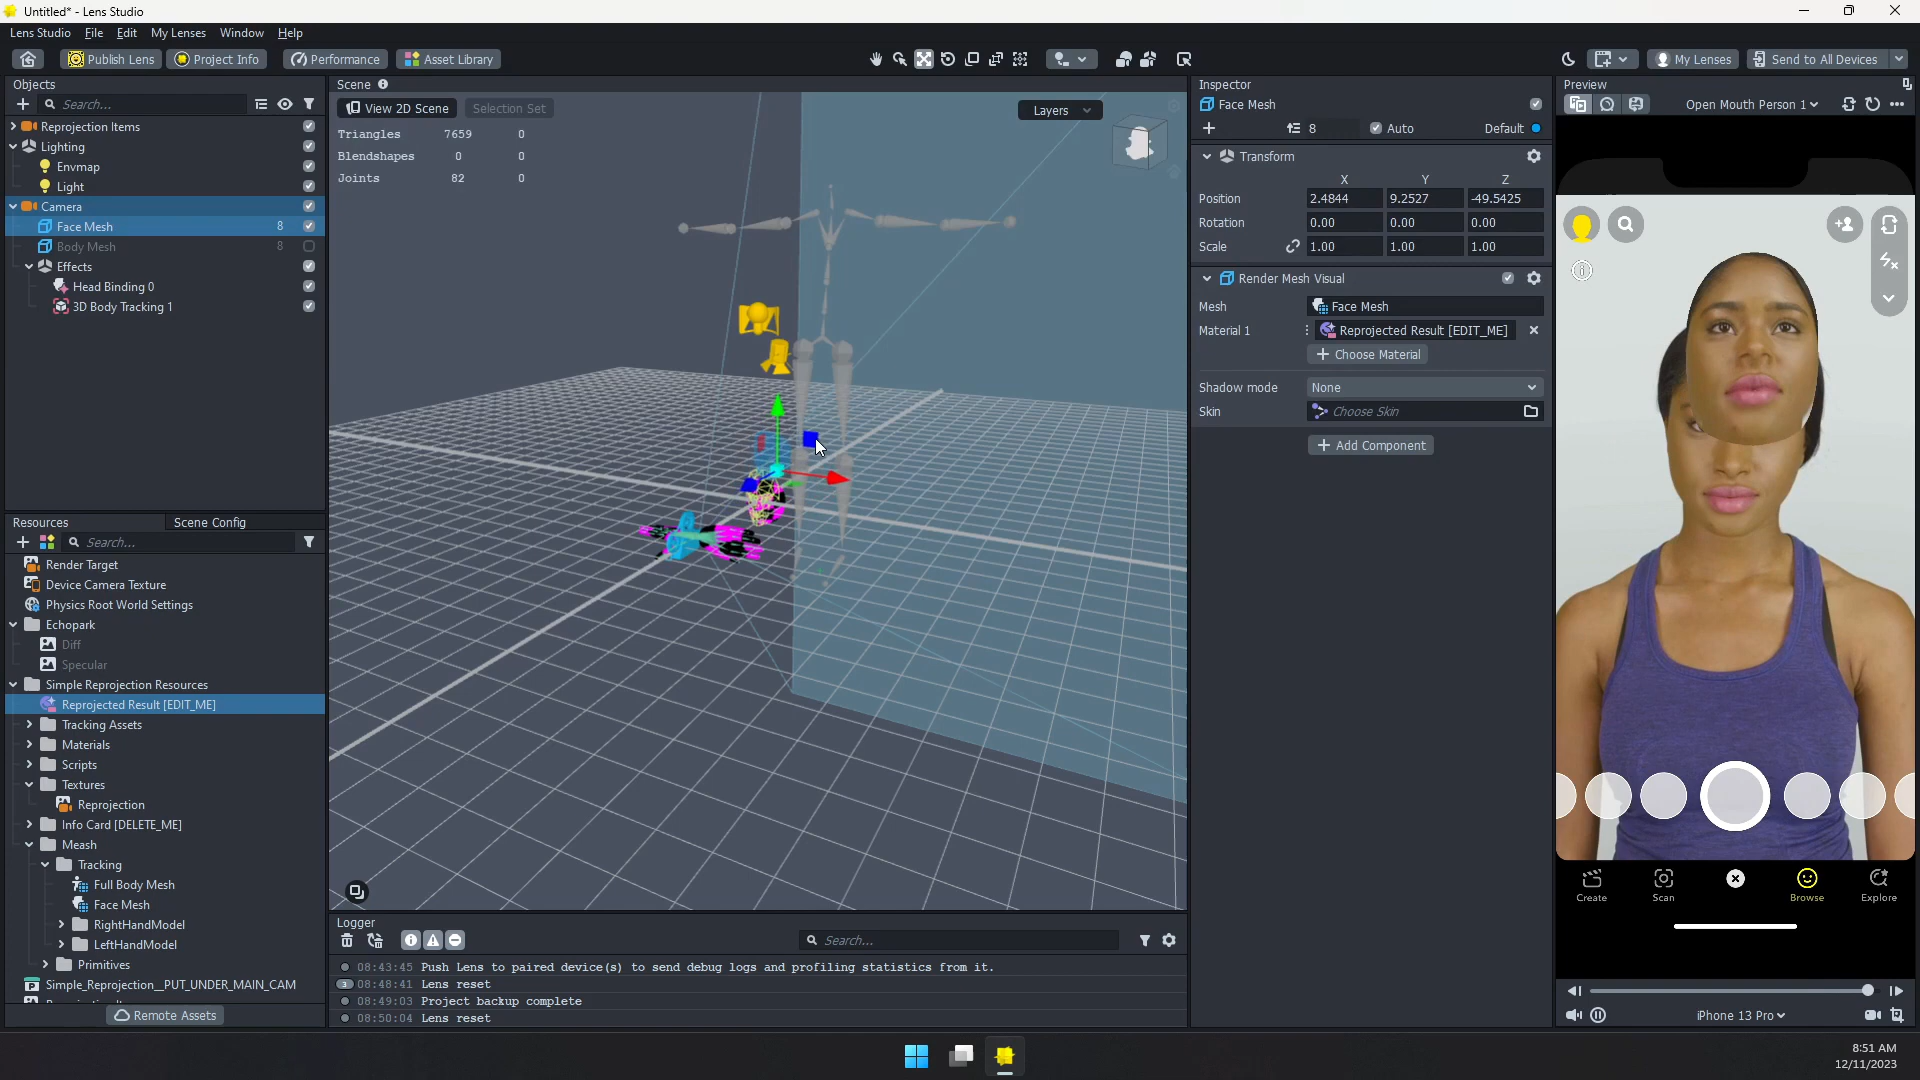 Untitled* - Lens Studio
Lens Studio File Edit My Lenses Window Help
Publish Lens Project Info Performance Asset Library My Lenses Send to All Devices
Objects
Search...
Reprojection Items
Lighting
Envmap
Light
Camera
Face Mesh 8
Body Mesh 8
Effects
Head Binding 0
3D Body Tracking 1
Resources Scene Config
Search...
Render Target
Device Camera Texture
Physics Root World Settings
Echopark
Diff
Specular
Simple Reprojection Resources
Reprojected Result [EDIT_ME]
Tracking Assets
Materials
Scripts
Textures
Reprojection
Info Card [DELETE_ME]
Meash
Tracking
Full Body Mesh
Face Mesh
RightHandModel
LeftHandModel
Primitives
Simple_Reprojection__PUT_UNDER_MAIN_CAM
Remote Assets
Scene
View 2D Scene Selection Set Layers
Triangles 7659 0
Blendshapes 0 0
Joints 82 0
Logger
Search...
08:43:45 Push Lens to paired device(s) to send debug logs and profiling statistics from it.
3 08:48:41 Lens reset
08:49:03 Project backup complete
08:50:04 Lens reset
Inspector
Face Mesh
8 Auto Default
Transform
X Y Z
Position 2.4844 9.2527 -49.5425
Rotation 0.00 0.00 0.00
Scale 1.00 1.00 1.00
Render Mesh Visual
Mesh Face Mesh
Material 1 Reprojected Result [EDIT_ME]
Choose Material
Shadow mode None
Skin Choose Skin
Add Component
Preview
Open Mouth Person 1
Create Scan Browse Explore
iPhone 13 Pro
8:51 AM
12/11/2023